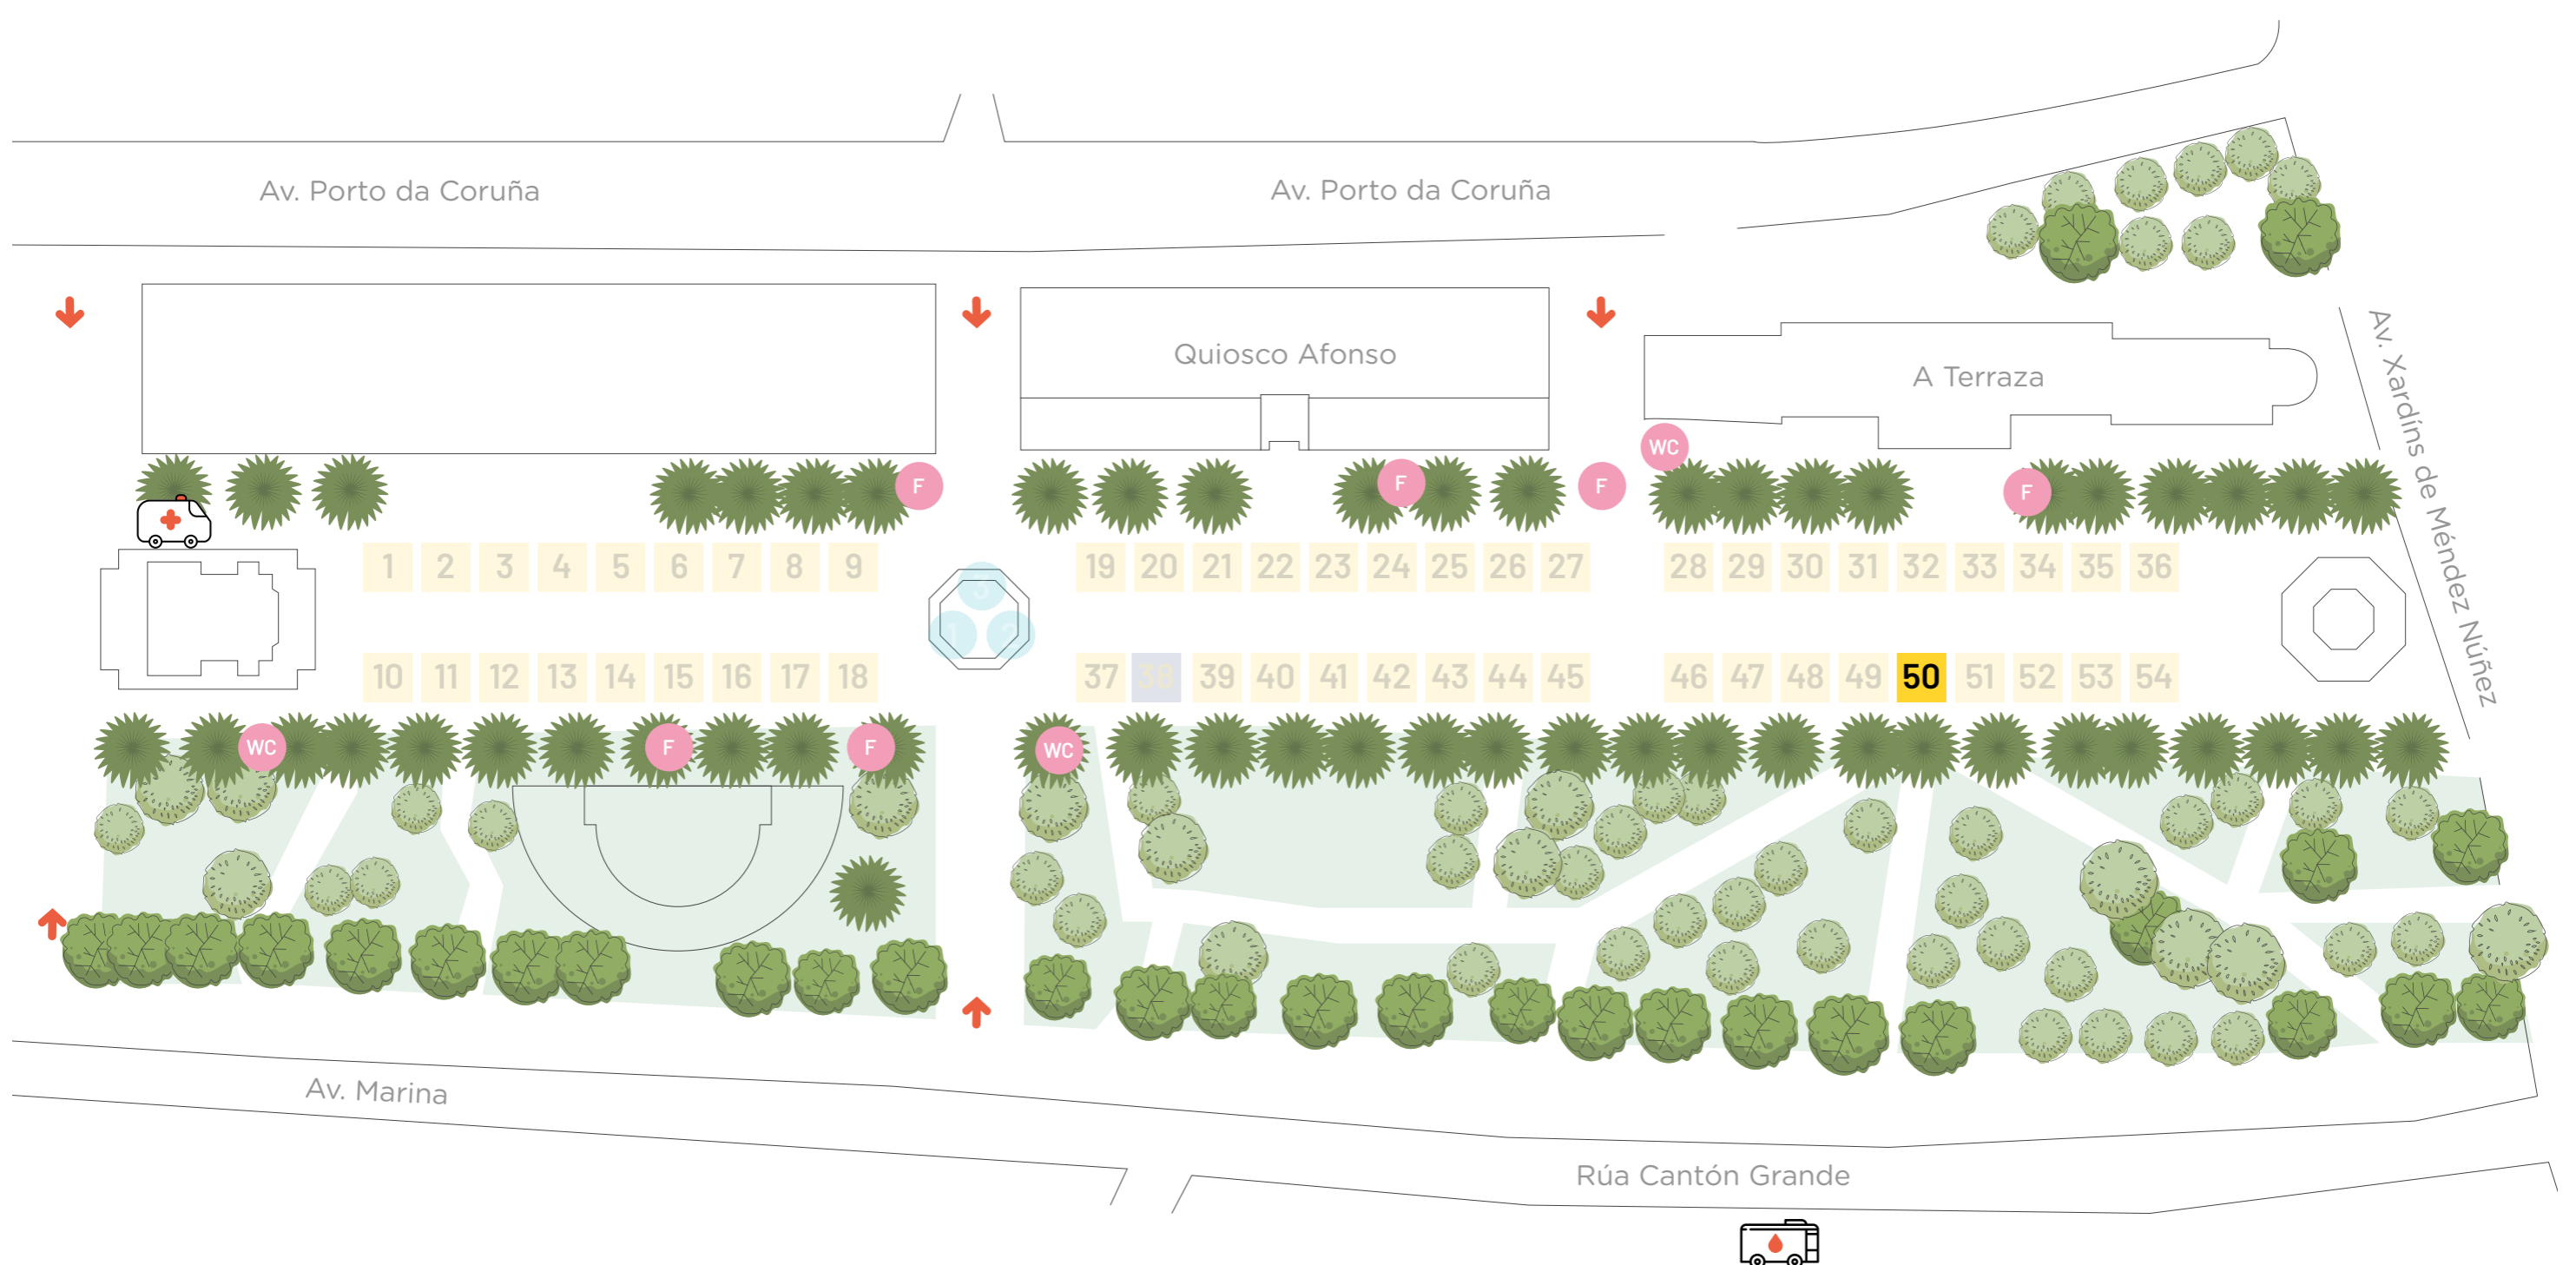 Av. Porto da Coruña
Av. Porto da Coruña
Quiosco Afonso
A Terraza
Av. Xardíns de Méndez Núñez
WC
F
F
F
F
1 2 3 4 5 6 7 8 9
19 20 21 22 23 24 25 26 27
28 29 30 31 32 33 34 35 36
3
1 2
10 11 12 13 14 15 16 17 18
37 38 39 40 41 42 43 44 45
46 47 48 49 50 51 52 53 54
WC
F
F
WC
Av. Marina
Rúa Cantón Grande